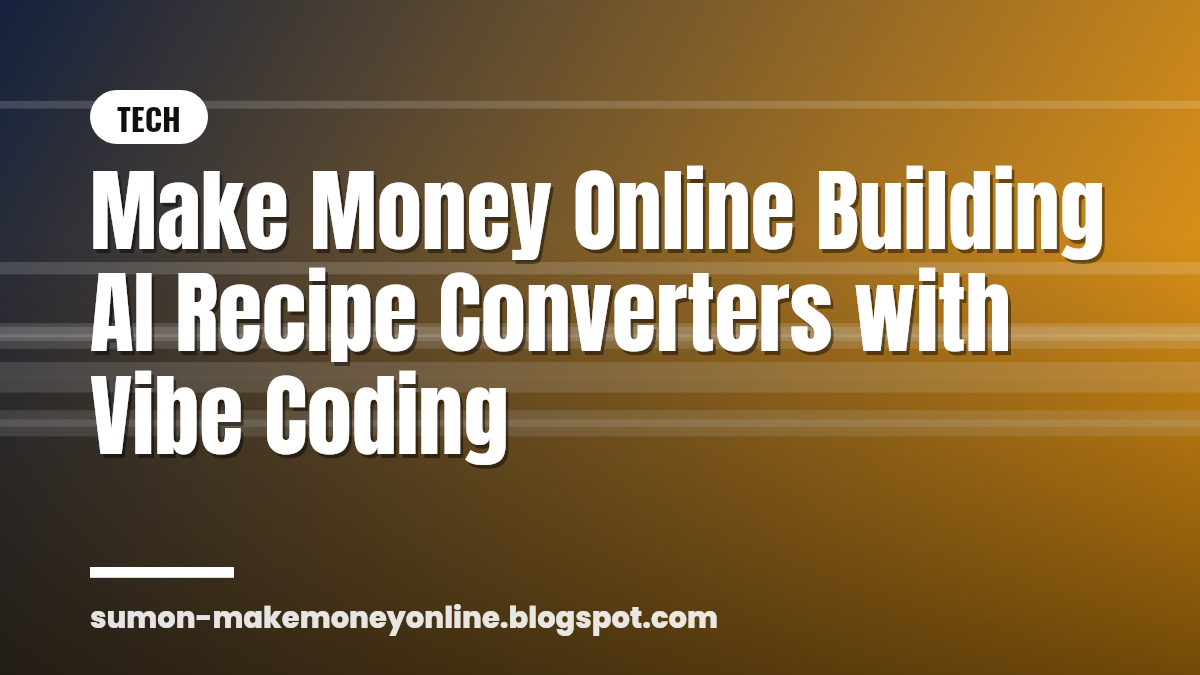 TECH
Make Money Online Building
AI Recipe Converters with
Vibe Coding
sumon-makemoneyonline.blogspot.com